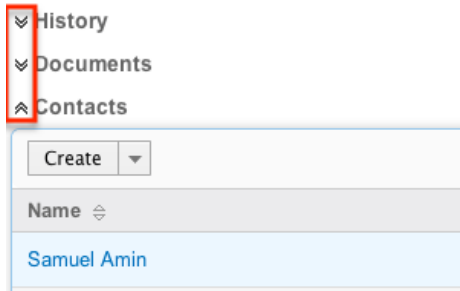 History
Documents
Contacts
Create
Name
Samuel Amin